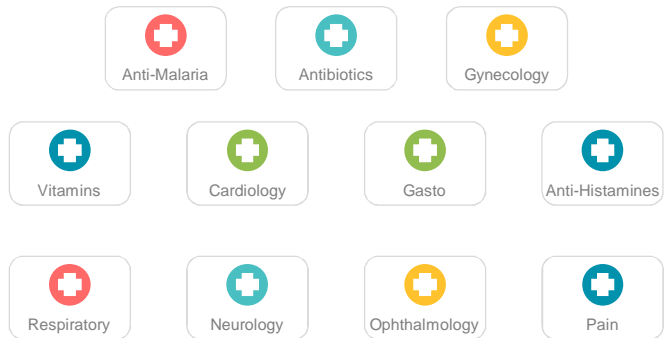 Anti-Malaria
Antibiotics
Gynecology
Vitamins
Cardiology
Gasto
Anti-Histamines
Respiratory
Neurology
Ophthalmology
Pain